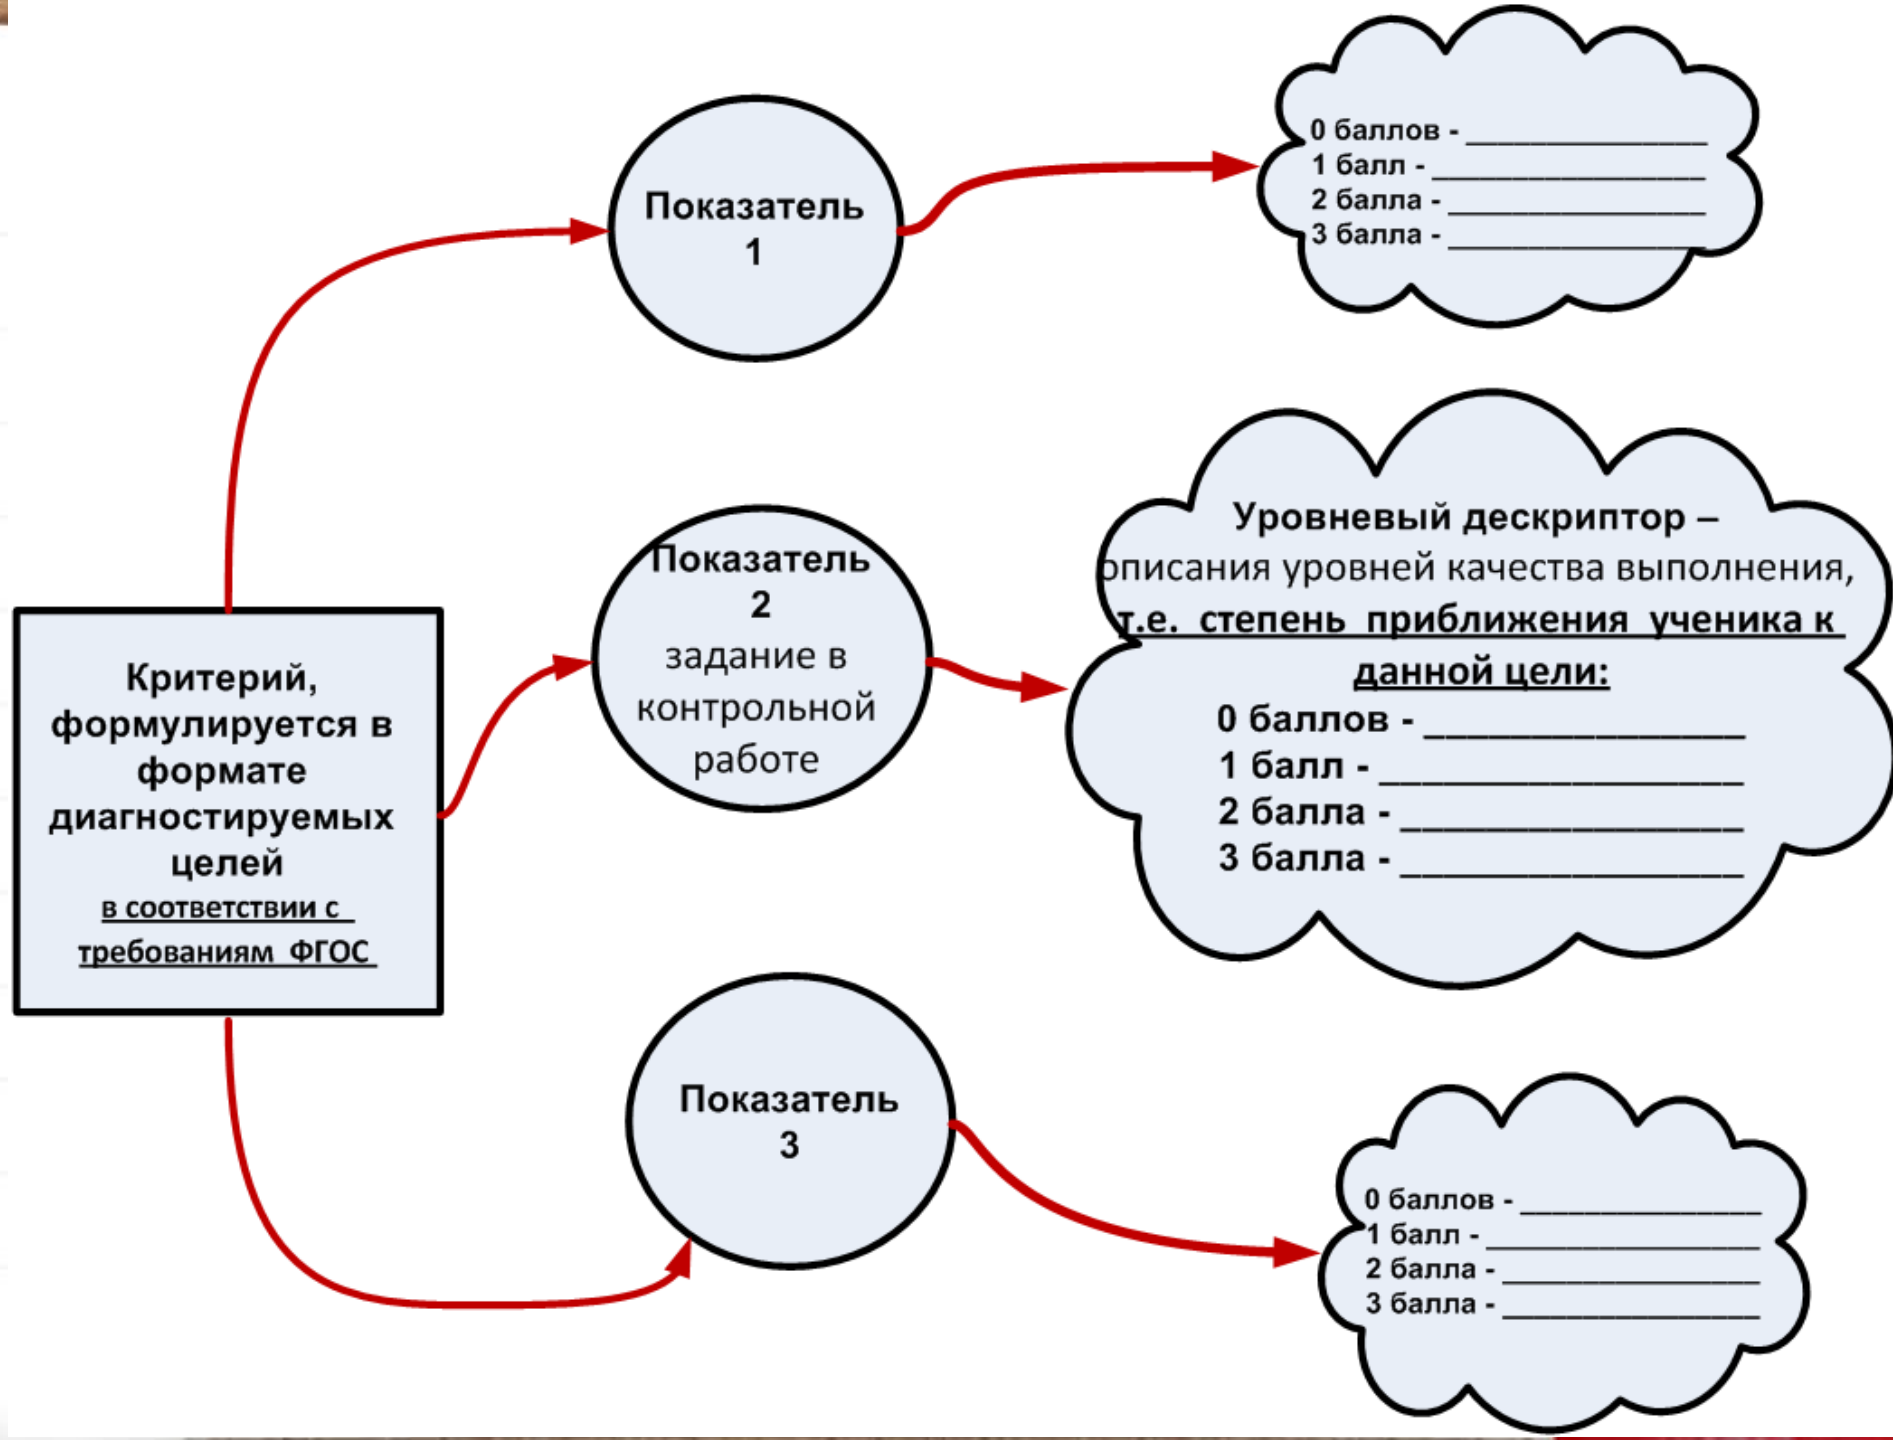 Критерий,
формулируется в
формате
диагностируемых
целей
в соответствии с
требованиям ФГОС
Показатель
1
0 баллов - _______________
1 балл - _________________
2 балла - ________________
3 балла - ________________
Показатель
2
задание в
контрольной
работе
Уровневый дескриптор –
описания уровней качества выполнения,
т.е. степень приближения ученика к
данной цели:
0 баллов - _______________
1 балл - _________________
2 балла - ________________
3 балла - ________________
Показатель
3
0 баллов - _______________
1 балл - _________________
2 балла - ________________
3 балла - ________________